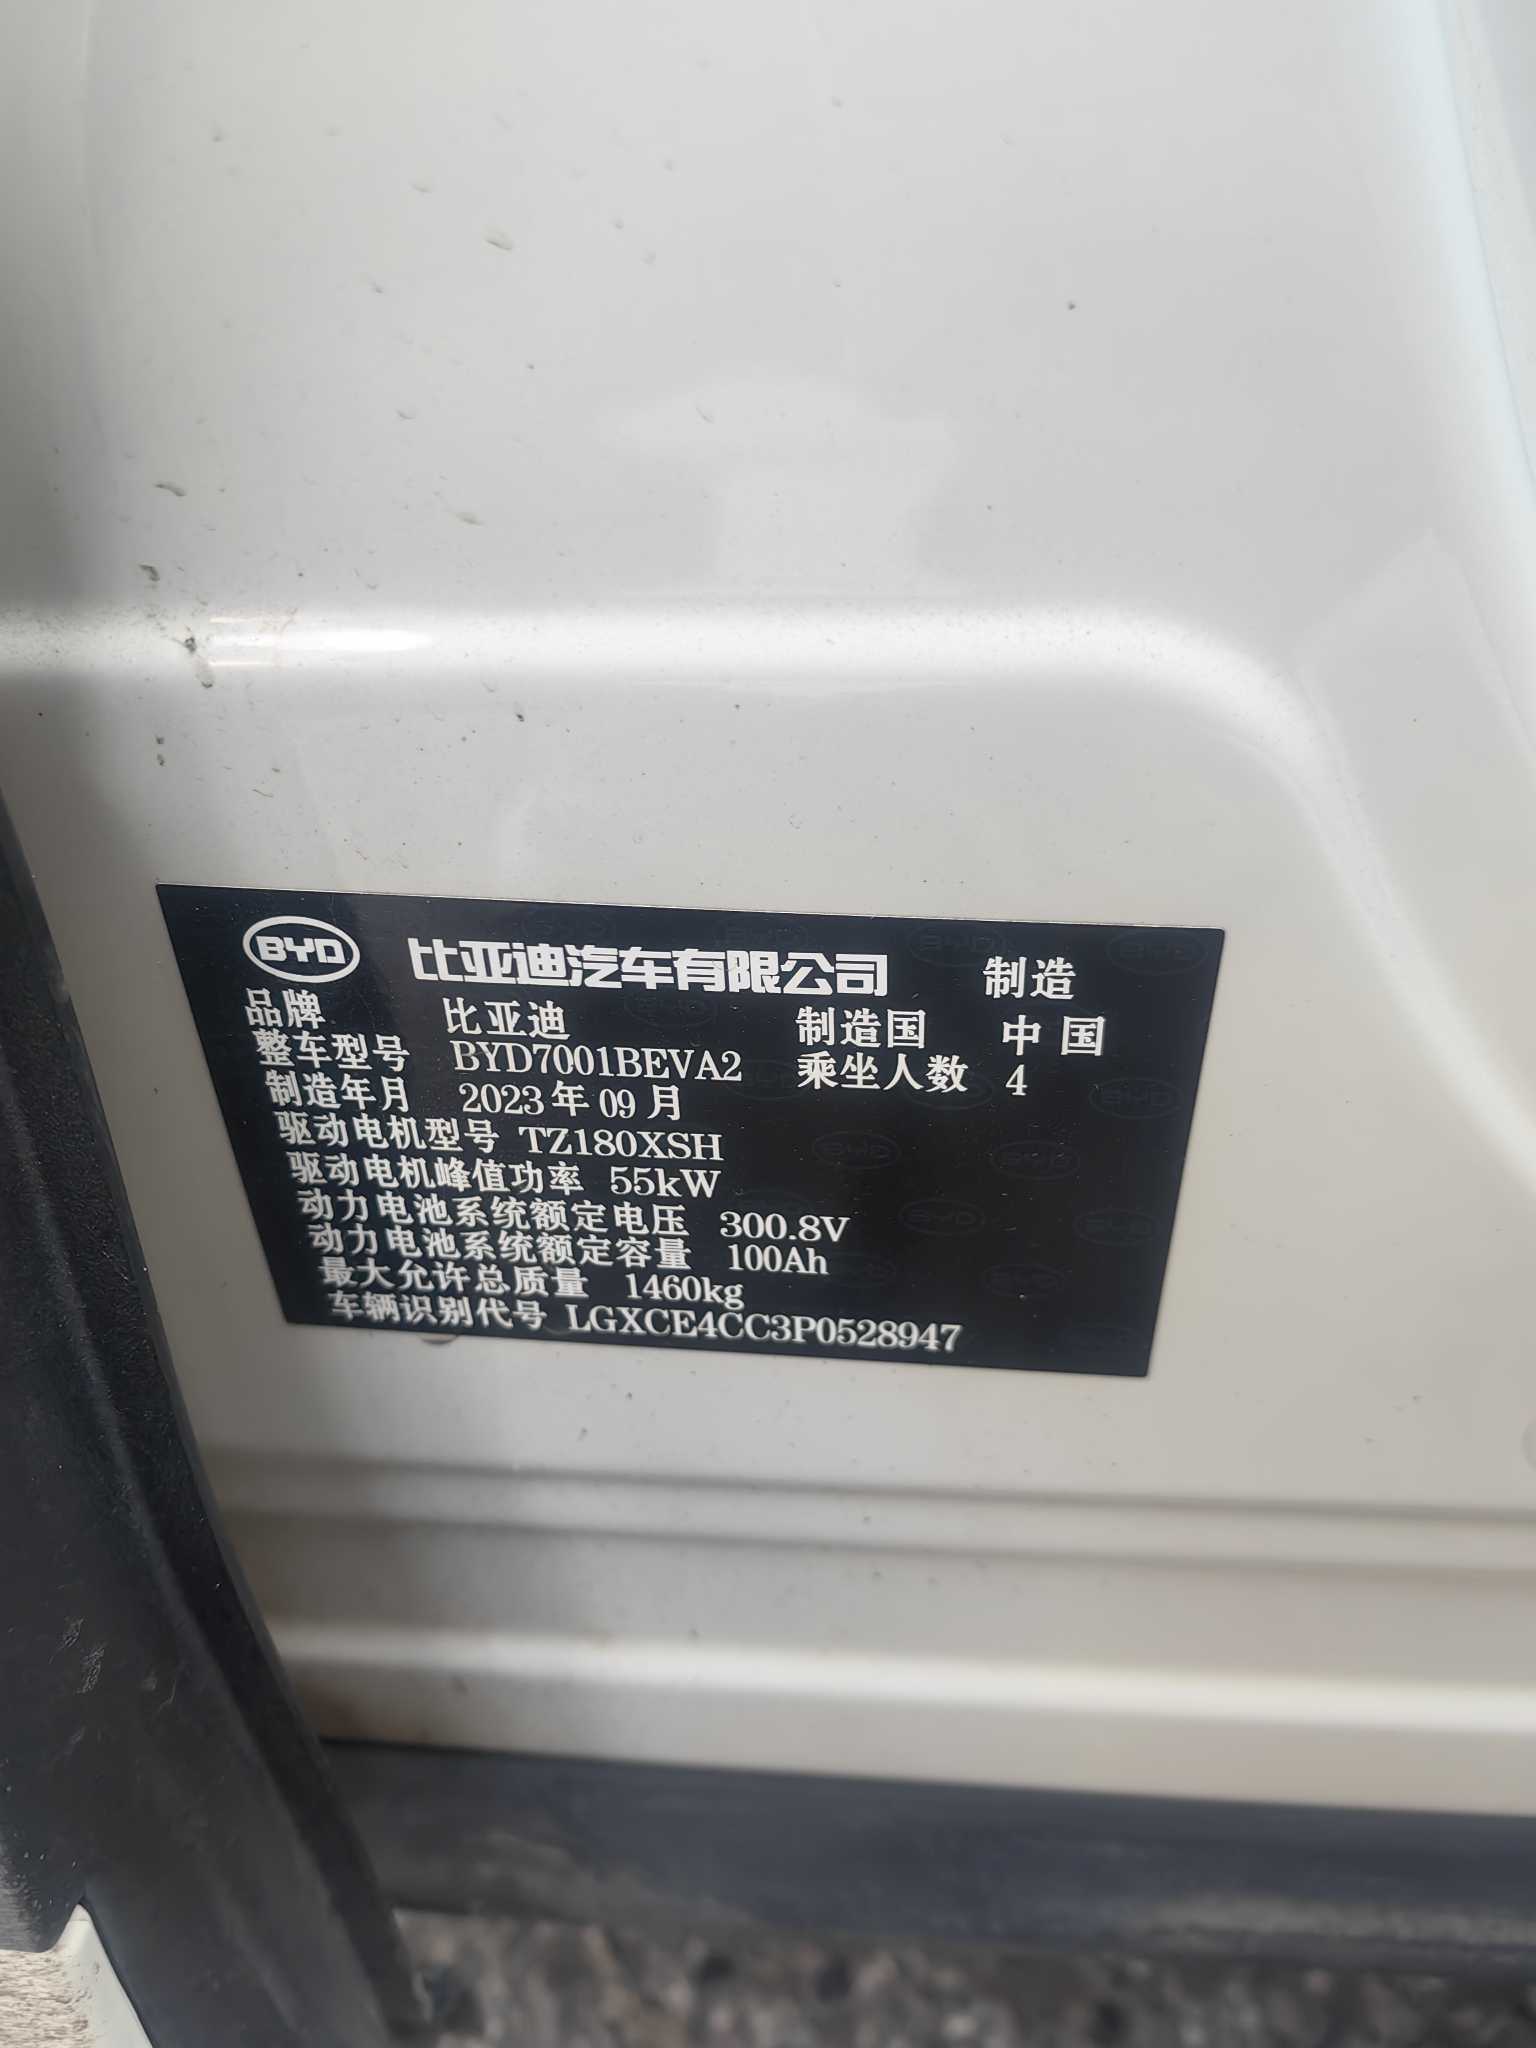 BYD 比亚迪汽车有限公司 制造
品牌 比亚迪 制造国 中国
整车型号 BYD7001BEVA2 乘坐人数 4
制造年月 2023年09月
驱动电机型号 TZ180XSH
驱动电机峰值功率 55kW
动力电池系统额定电压 300.8V
动力电池系统额定容量 100Ah
最大允许总质量 1460kg
车辆识别代号 LGXCE4CC3P0528947